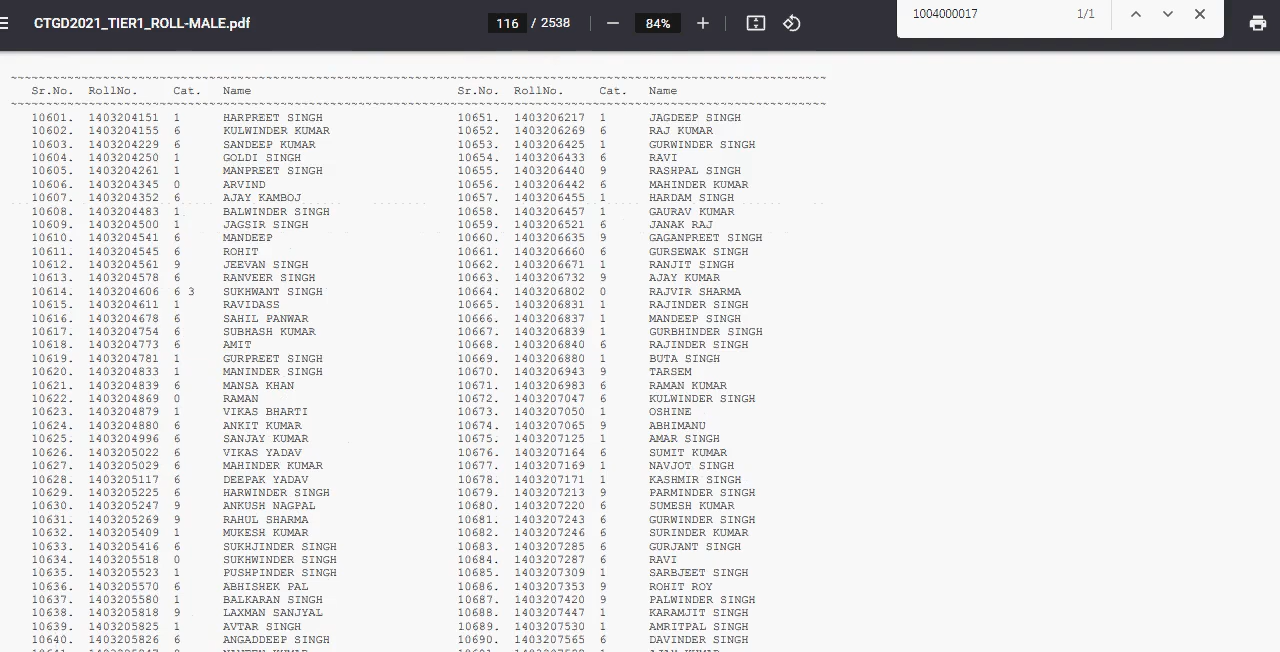 CTGD2021_TIER1_ROLL-MALE.pdf 116 / 2538 84% 1004000017 1/1
Sr.No. RollNo. Cat. Name Sr.No. RollNo. Cat. Name
10601. 1403204151 1 HARPREET SINGH 10651. 1403206217 1 JAGDEEP SINGH
10602. 1403204155 6 KULWINDER KUMAR 10652. 1403206269 6 RAJ KUMAR
10603. 1403204229 6 SANDEEP KUMAR 10653. 1403206425 1 GURWINDER SINGH
10604. 1403204250 1 GOLDI SINGH 10654. 1403206433 6 RAVI
10605. 1403204261 1 MANPREET SINGH 10655. 1403206440 9 RASHPAL SINGH
10606. 1403204345 0 ARVIND 10656. 1403206442 6 MAHINDER KUMAR
10607. 1403204352 6 AJAY KAMBOJ 10657. 1403206455 1 HARDAM SINGH
10608. 1403204483 1 BALWINDER SINGH 10658. 1403206457 1 GAURAV KUMAR
10609. 1403204500 1 JAGSIR SINGH 10659. 1403206521 6 JANAK RAJ
10610. 1403204541 6 MANDEEP 10660. 1403206635 9 GAGANPREET SINGH
10611. 1403204545 6 ROHIT 10661. 1403206660 6 GURSEWAK SINGH
10612. 1403204561 9 JEEVAN SINGH 10662. 1403206671 1 RANJIT SINGH
10613. 1403204578 6 RANVEER SINGH 10663. 1403206732 9 AJAY KUMAR
10614. 1403204606 6 3 SUKHWANT SINGH 10664. 1403206802 0 RAJVIR SHARMA
10615. 1403204611 1 RAVIDASS 10665. 1403206831 1 RAJINDER SINGH
10616. 1403204678 6 SAHIL PANWAR 10666. 1403206837 1 MANDEEP SINGH
10617. 1403204754 6 SUBHASH KUMAR 10667. 1403206839 1 GURBHINDER SINGH
10618. 1403204773 6 AMIT 10668. 1403206840 6 RAJINDER SINGH
10619. 1403204781 1 GURPREET SINGH 10669. 1403206880 1 BUTA SINGH
10620. 1403204833 1 MANINDER SINGH 10670. 1403206943 9 TARSEM
10621. 1403204839 6 MANSA KHAN 10671. 1403206983 6 RAMAN KUMAR
10622. 1403204869 0 RAMAN 10672. 1403207047 6 KULWINDER SINGH
10623. 1403204879 1 VIKAS BHARTI 10673. 1403207050 1 OSHINE
10624. 1403204880 6 ANKIT KUMAR 10674. 1403207065 9 ABHIMANU
10625. 1403204996 6 SANJAY KUMAR 10675. 1403207125 1 AMAR SINGH
10626. 1403205022 6 VIKAS YADAV 10676. 1403207164 6 SUMIT KUMAR
10627. 1403205029 6 MAHINDER KUMAR 10677. 1403207169 1 NAVJOT SINGH
10628. 1403205117 6 DEEPAK YADAV 10678. 1403207171 1 KASHMIR SINGH
10629. 1403205225 6 HARWINDER SINGH 10679. 1403207213 9 PARMINDER SINGH
10630. 1403205247 9 ANKUSH NAGPAL 10680. 1403207220 6 SUMESH KUMAR
10631. 1403205269 9 RAHUL SHARMA 10681. 1403207243 6 GURWINDER SINGH
10632. 1403205409 1 MUKESH KUMAR 10682. 1403207246 6 SURINDER KUMAR
10633. 1403205416 6 SUKHJINDER SINGH 10683. 1403207285 6 GURJANT SINGH
10634. 1403205518 0 SUKHWINDER SINGH 10684. 1403207287 6 RAVI
10635. 1403205523 1 PUSHPINDER SINGH 10685. 1403207309 1 SARBJEET SINGH
10636. 1403205570 6 ABHISHEK PAL 10686. 1403207353 9 ROHIT ROY
10637. 1403205580 1 BALKARAN SINGH 10687. 1403207420 9 PALWINDER SINGH
10638. 1403205818 9 LAXMAN SANJYAL 10688. 1403207447 1 KARAMJIT SINGH
10639. 1403205825 1 AVTAR SINGH 10689. 1403207530 1 AMRITPAL SINGH
10640. 1403205826 6 ANGADDEEP SINGH 10690. 1403207565 6 DAVINDER SINGH